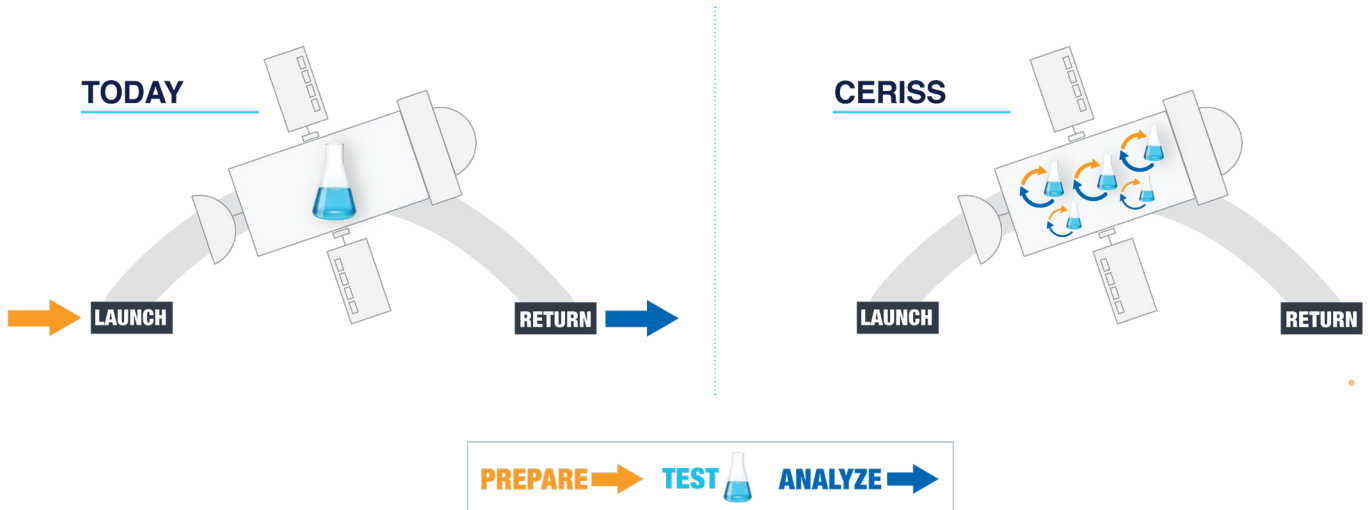 TODAY
LAUNCH
RETURN
CERISS
LAUNCH
RETURN
PREPARE TEST ANALYZE